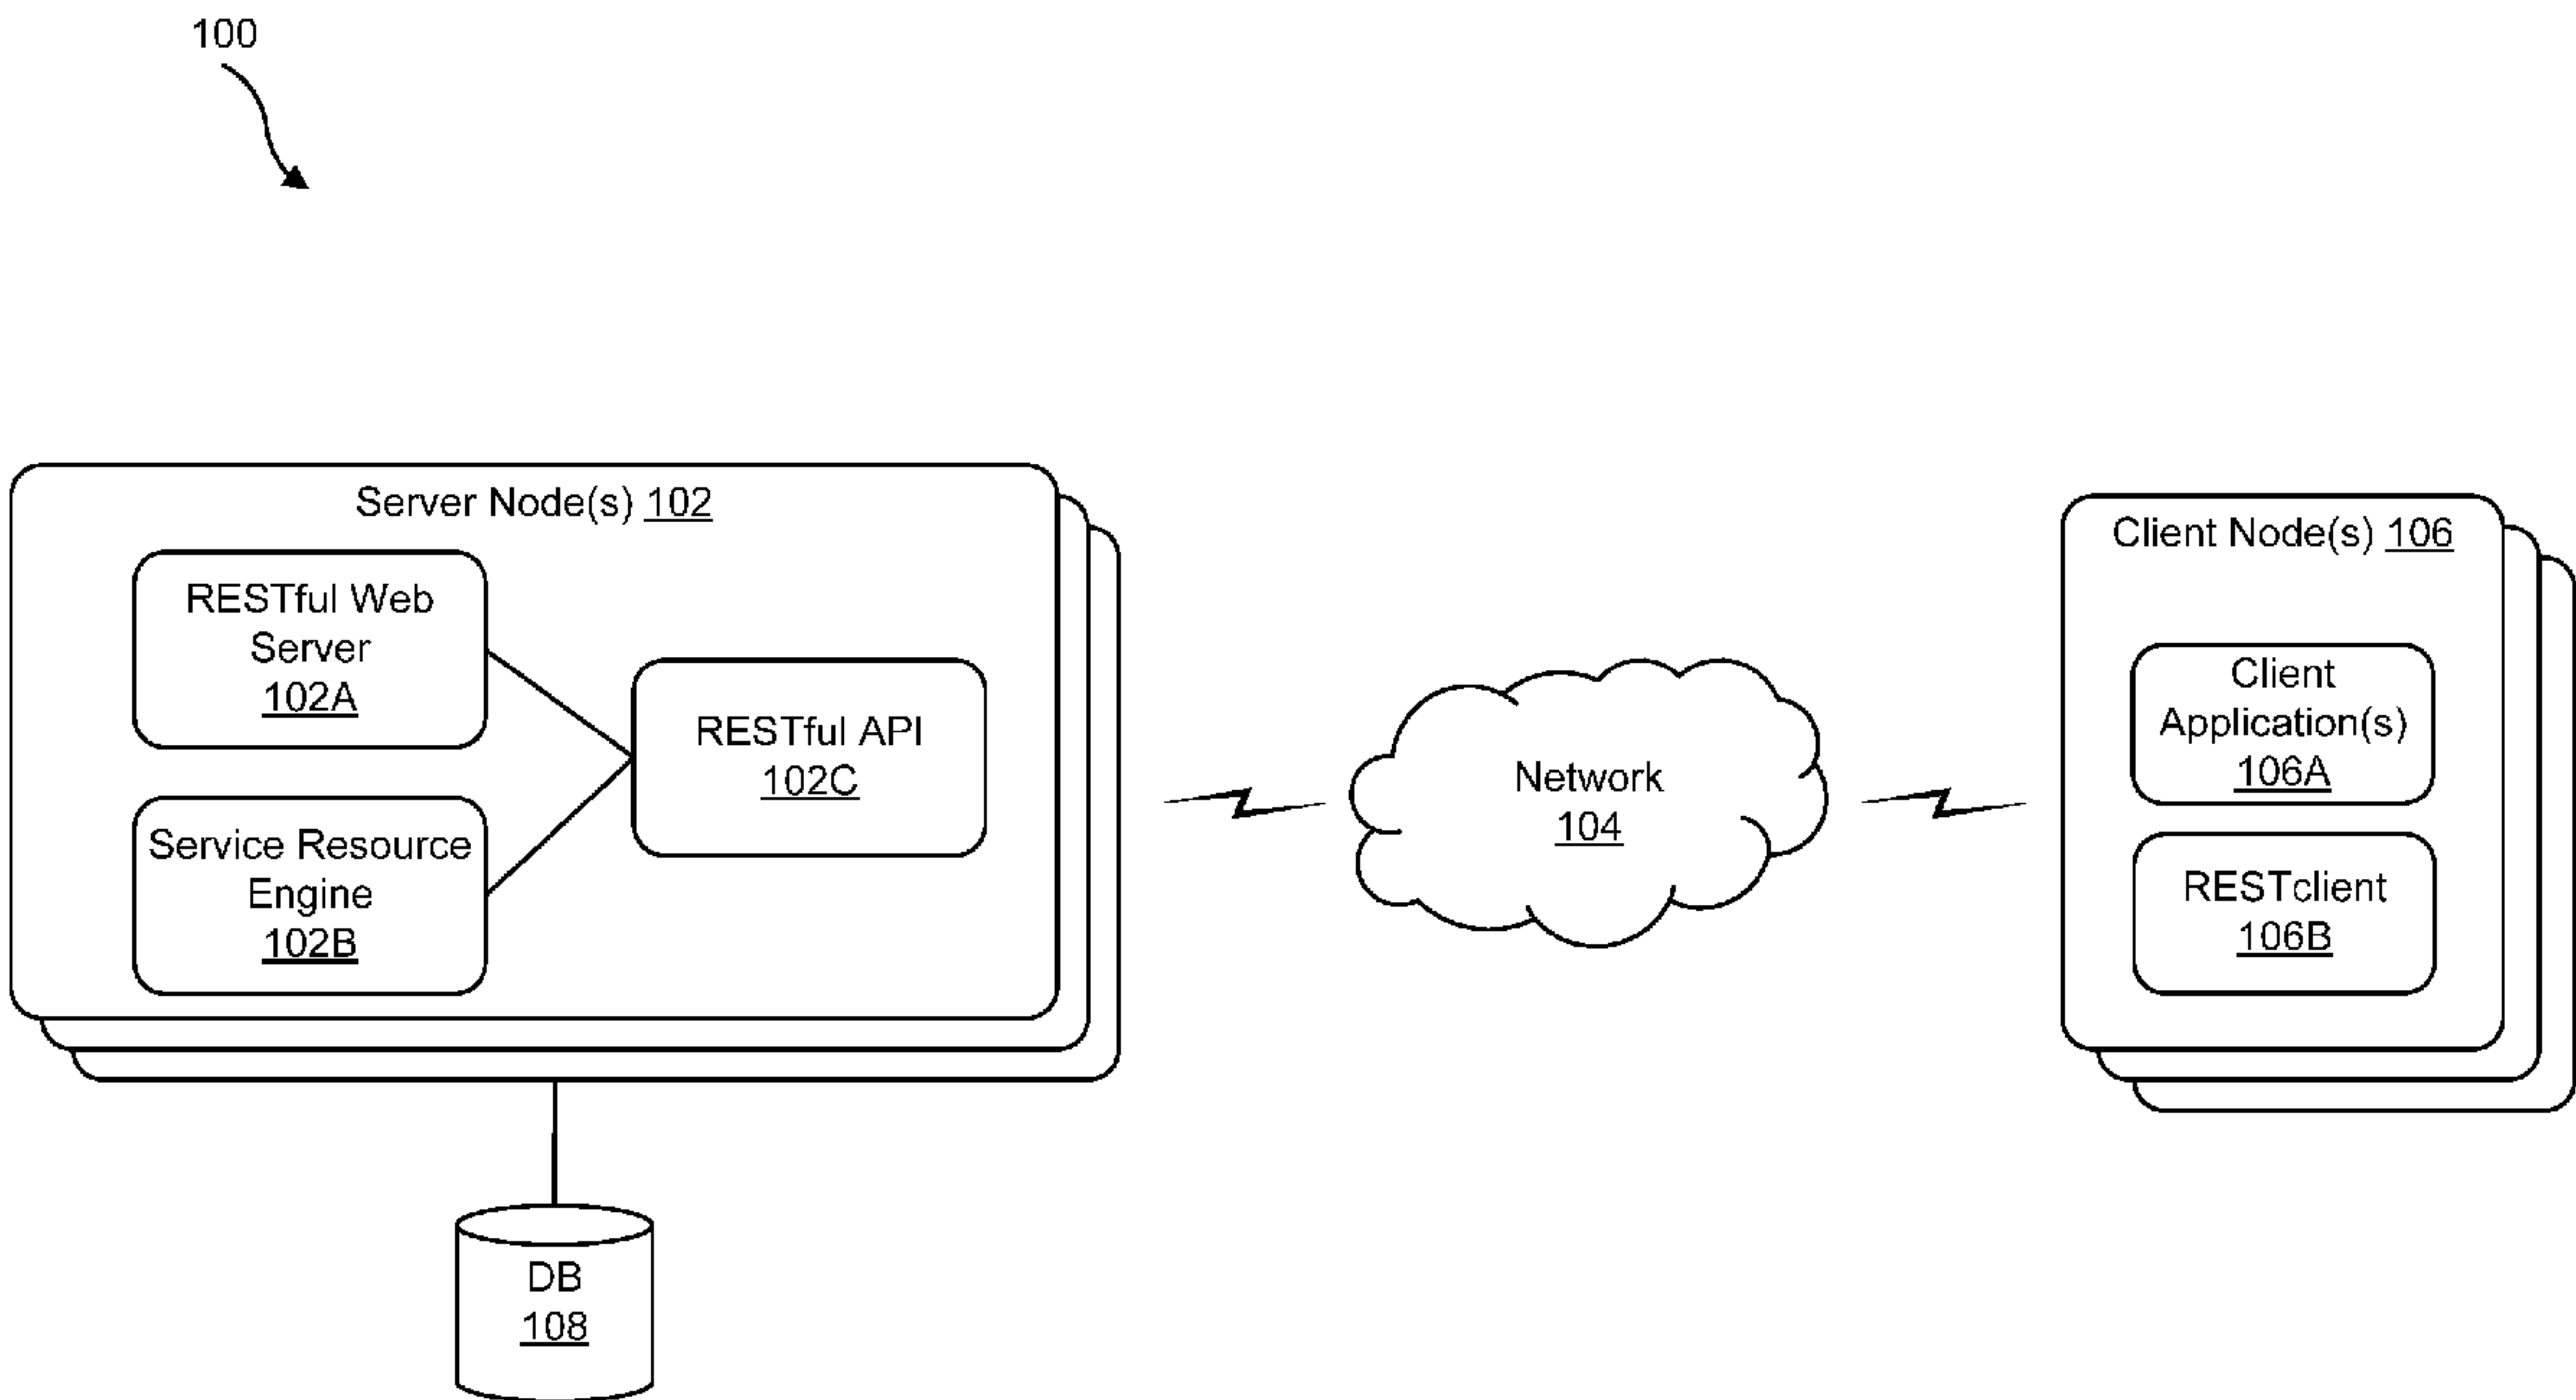 100
Server Node(s) 102
RESTful Web
Server
102A
Service Resource
Engine
102B
RESTful API
102C
Network
104
Client Node(s) 106
Client
Application(s)
106A
RESTclient
106B
DB
108